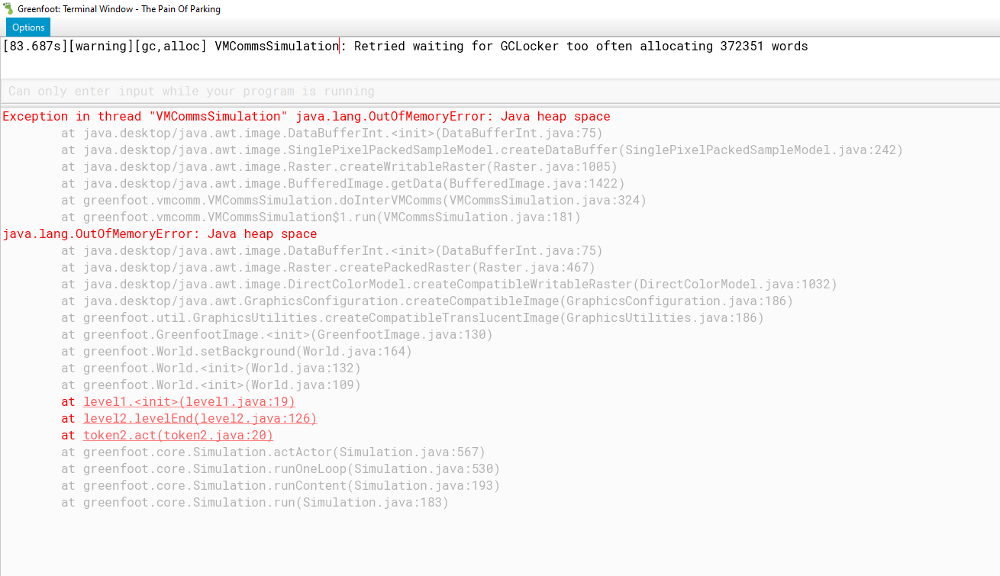 Greenfoot: Terminal Window - The Pain Of Parking
Options
[83.687s][warning][gc,alloc] VMCommsSimulation: Retried waiting for GCLocker too often allocating 372351 words
Can only enter input while your program is running
Exception in thread "VMCommsSimulation" java.lang.OutOfMemoryError: Java heap space
at java.desktop/java.awt.image.DataBufferInt.<init>(DataBufferInt.java:75)
at java.desktop/java.awt.image.SinglePixelPackedSampleModel.createDataBuffer(SinglePixelPackedSampleModel.java:242)
at java.desktop/java.awt.image.Raster.createWritableRaster(Raster.java:1005)
at java.desktop/java.awt.image.BufferedImage.getData(BufferedImage.java:1422)
at greenfoot.vmcomm.VMCommsSimulation.doInterVMComms(VMCommsSimulation.java:324)
at greenfoot.vmcomm.VMCommsSimulation$1.run(VMCommsSimulation.java:181)
java.lang.OutOfMemoryError: Java heap space
at java.desktop/java.awt.image.DataBufferInt.<init>(DataBufferInt.java:75)
at java.desktop/java.awt.image.Raster.createPackedRaster(Raster.java:467)
at java.desktop/java.awt.image.DirectColorModel.createCompatibleWritableRaster(DirectColorModel.java:1032)
at java.desktop/java.awt.GraphicsConfiguration.createCompatibleImage(GraphicsConfiguration.java:186)
at greenfoot.util.GraphicsUtilities.createCompatibleTranslucentImage(GraphicsUtilities.java:186)
at greenfoot.GreenfootImage.<init>(GreenfootImage.java:130)
at greenfoot.World.setBackground(World.java:164)
at greenfoot.World.<init>(World.java:132)
at greenfoot.World.<init>(World.java:109)
at level1.<init>(level1.java:19)
at level2.levelEnd(level2.java:126)
at token2.act(token2.java:20)
at greenfoot.core.Simulation.actActor(Simulation.java:567)
at greenfoot.core.Simulation.runOneLoop(Simulation.java:530)
at greenfoot.core.Simulation.runContent(Simulation.java:193)
at greenfoot.core.Simulation.run(Simulation.java:183)